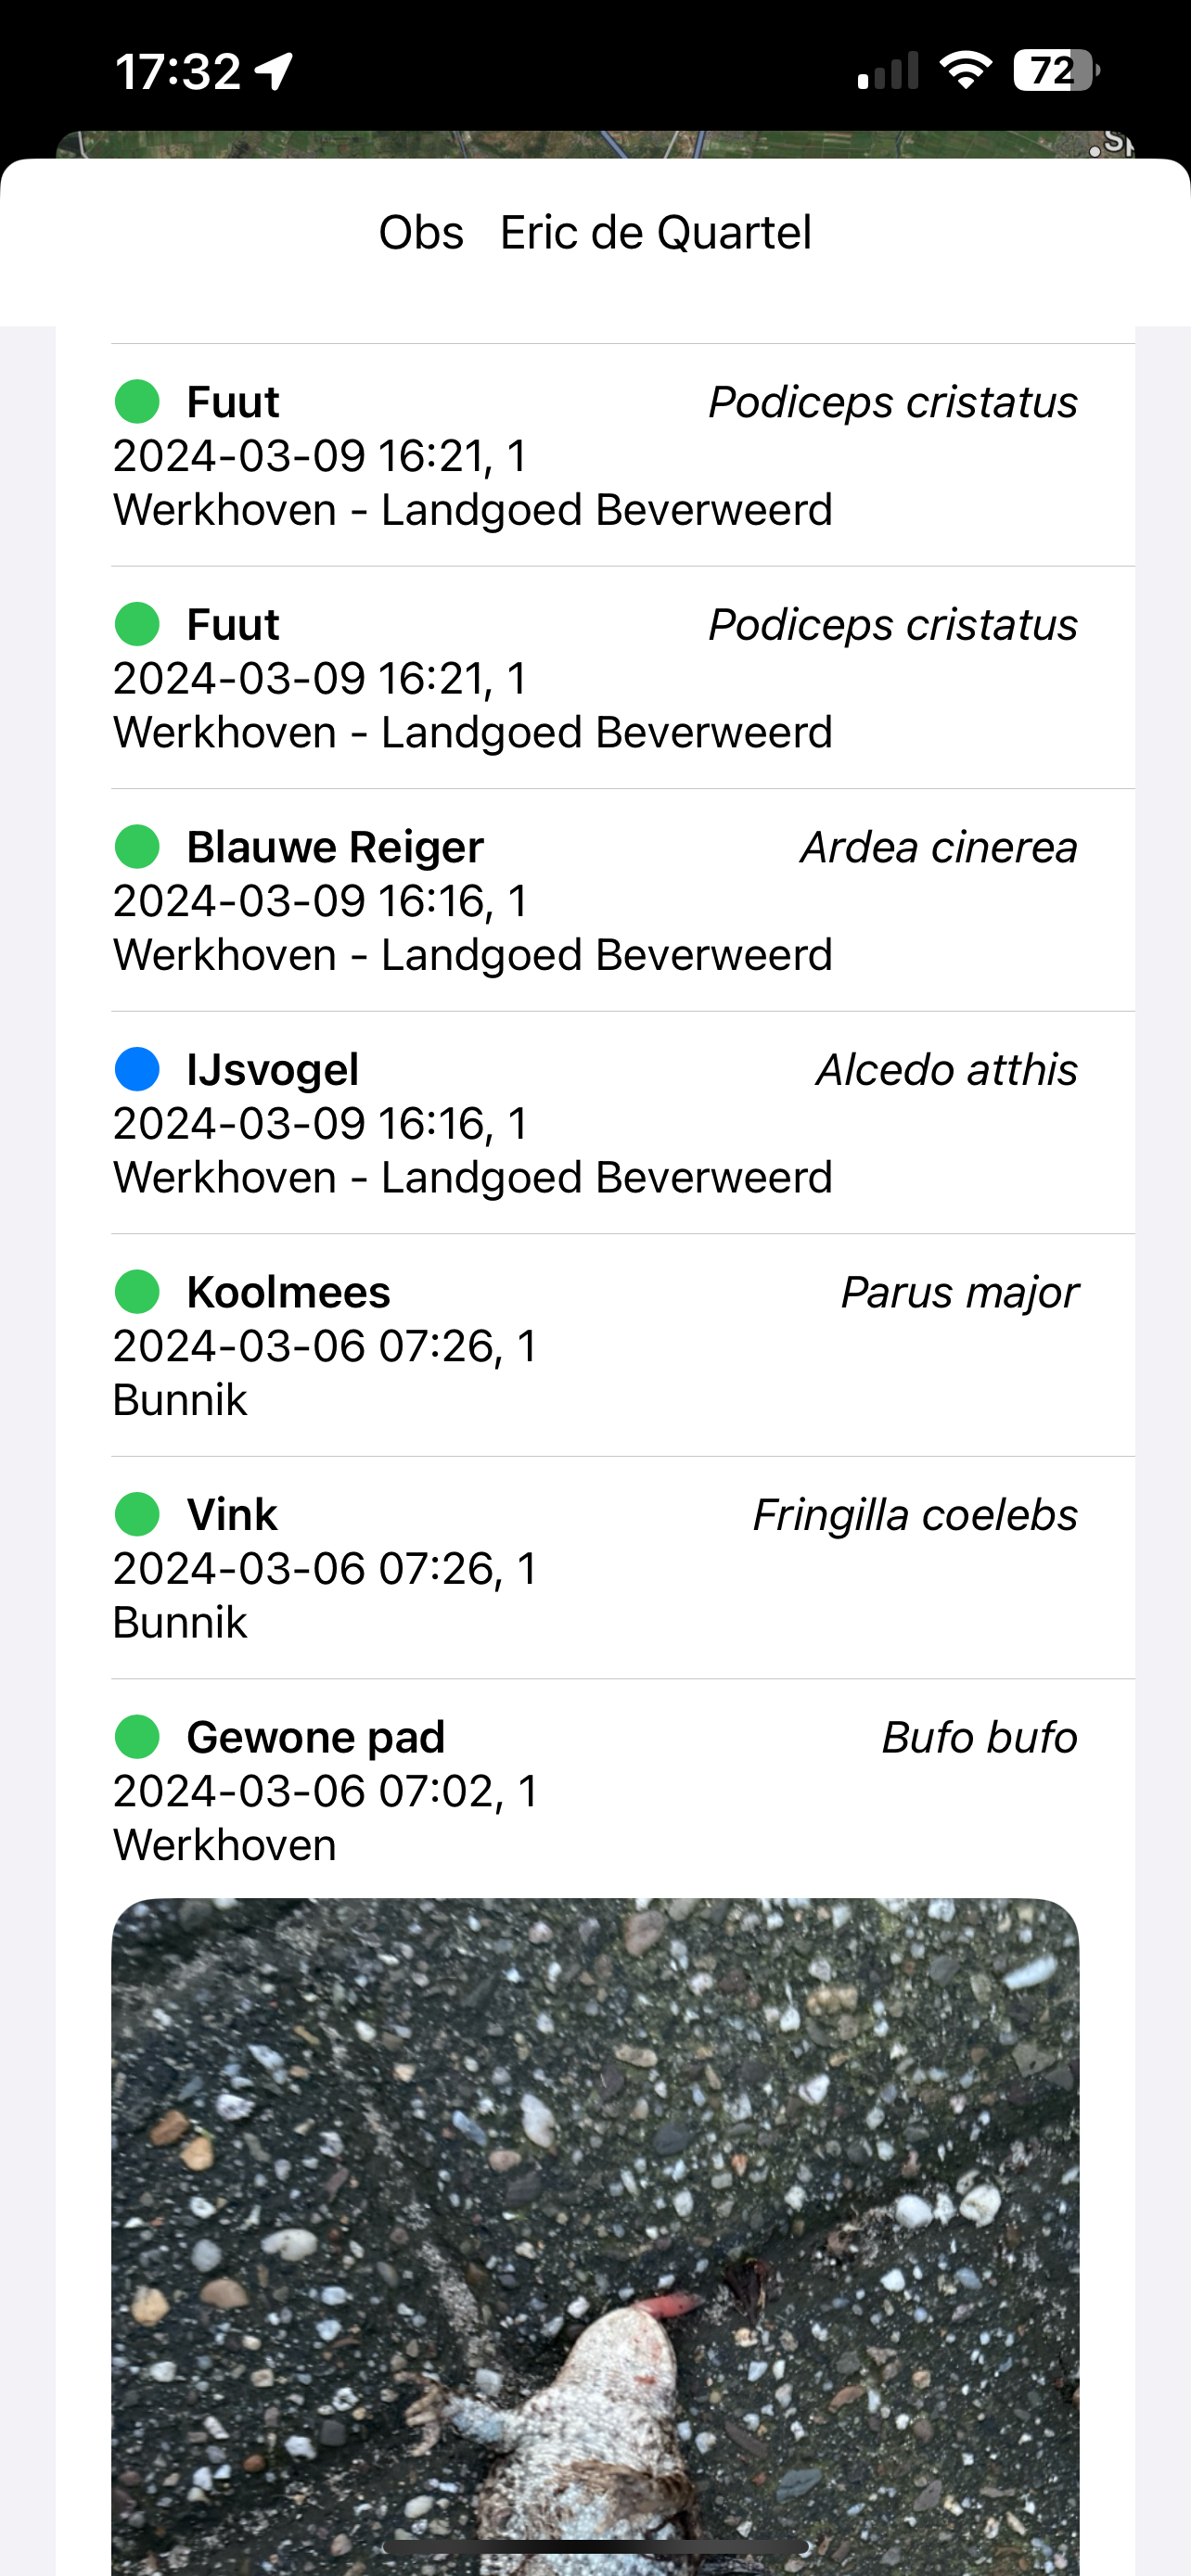 17:32
72
Obs Eric de Quartel
Fuut Podiceps cristatus
2024-03-09 16:21, 1
Werkhoven - Landgoed Beverweerd
Fuut Podiceps cristatus
2024-03-09 16:21, 1
Werkhoven - Landgoed Beverweerd
Blauwe Reiger Ardea cinerea
2024-03-09 16:16, 1
Werkhoven - Landgoed Beverweerd
IJsvogel Alcedo atthis
2024-03-09 16:16, 1
Werkhoven - Landgoed Beverweerd
Koolmees Parus major
2024-03-06 07:26, 1
Bunnik
Vink Fringilla coelebs
2024-03-06 07:26, 1
Bunnik
Gewone pad Bufo bufo
2024-03-06 07:02, 1
Werkhoven